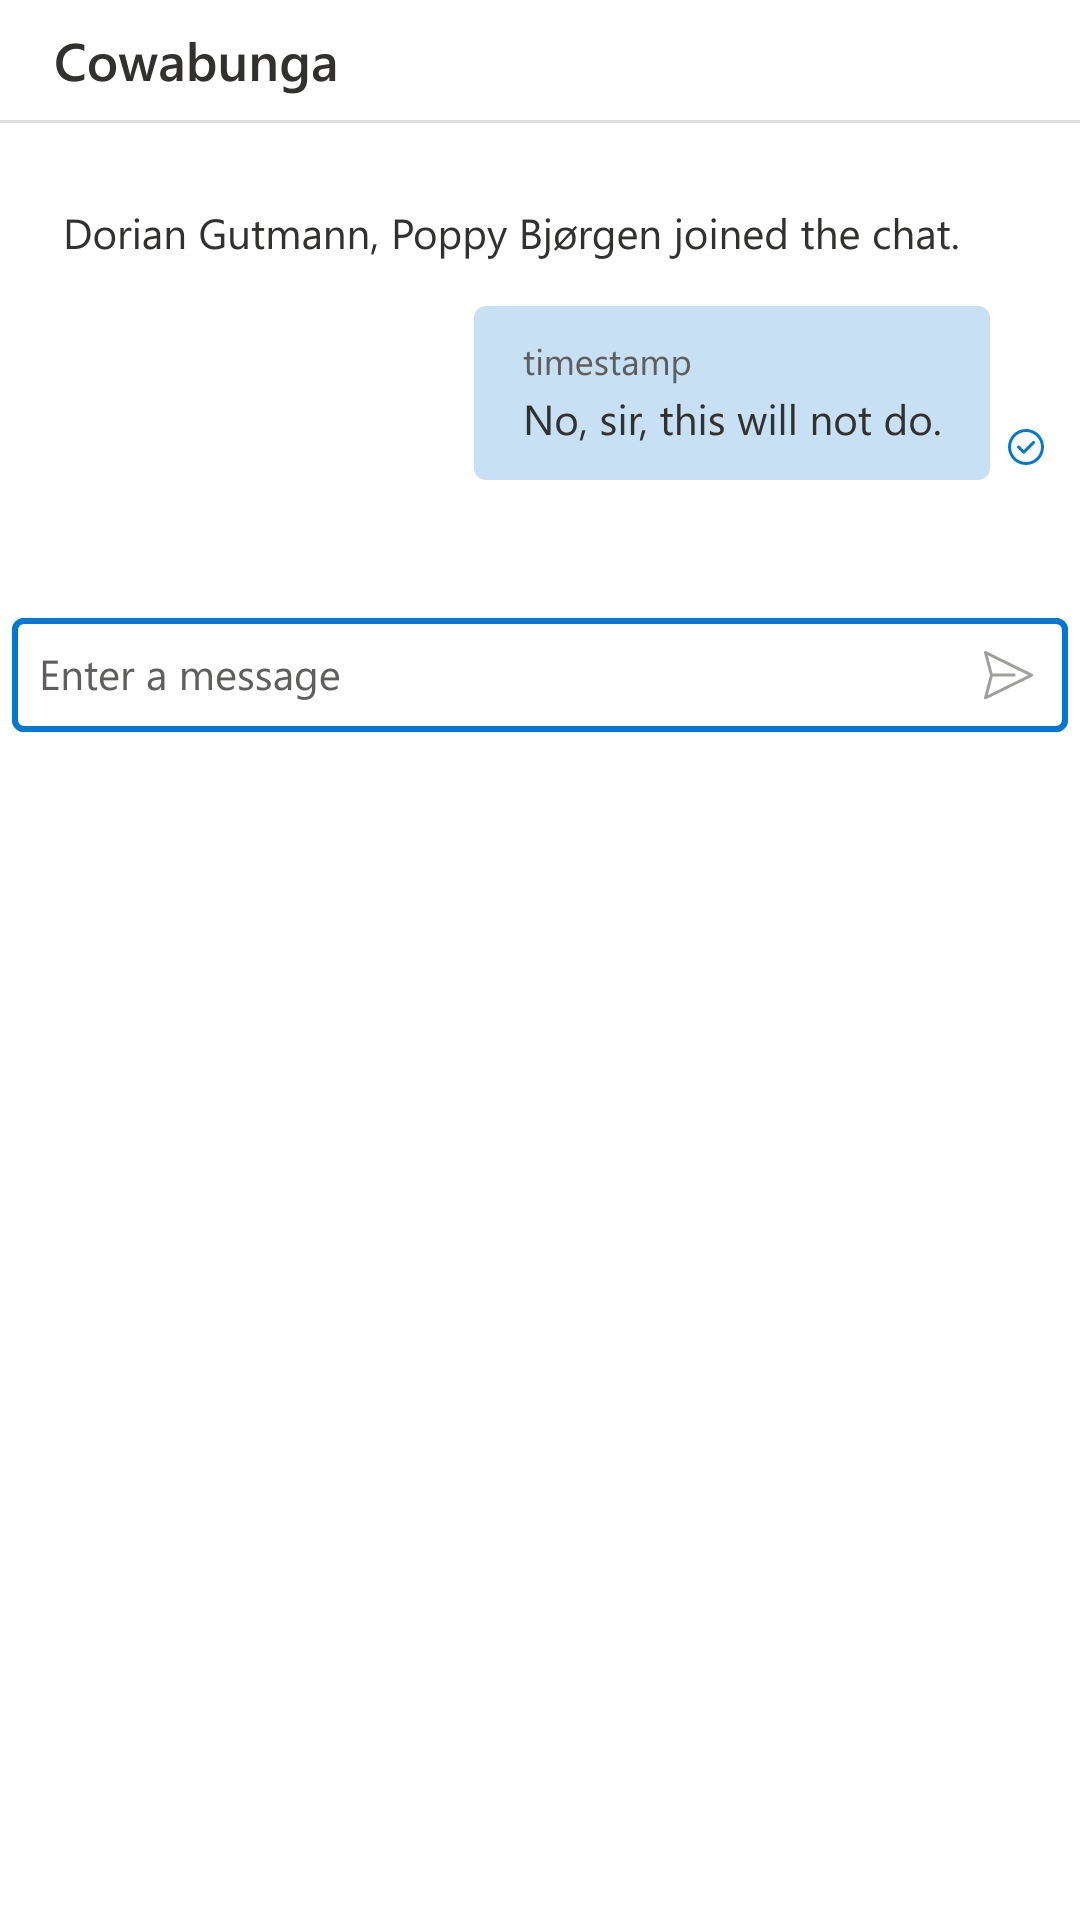 Cowabunga
Dorian Gutmann, Poppy Bjørgen joined the chat.
timestamp
No, sir, this will not do.
Enter a message